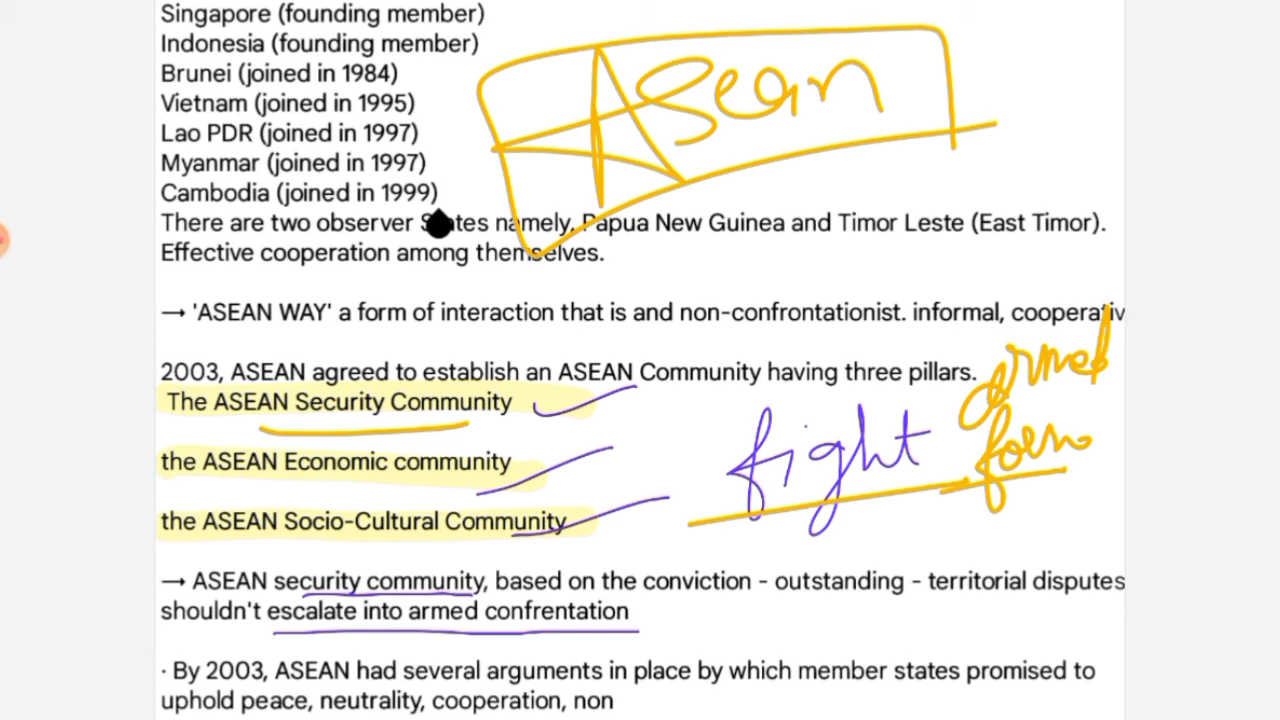 Singapore (founding member)
Indonesia (founding member)
Asean
Brunei (joined in 1984)
Vietnam (joined in 1995)
Lao PDR (joined in 1997)
Myanmar (joined in 1997)
Cambodia (joined in 1999)
There are two observer States namely, Papua New Guinea and Timor Leste (East Timor).
Effective cooperation among themselves.
→ 'ASEAN WAY' a form of interaction that is and non-confrontationist. informal, cooperativ
2003, ASEAN agreed to establish an ASEAN Community having three pillars.
armed
The ASEAN Security Community
fight
the ASEAN Economic community
the ASEAN Socio-Cultural Community
→ ASEAN security community, based on the conviction - outstanding - territorial disputes
shouldn't escalate into armed confrentation
· By 2003, ASEAN had several arguments in place by which member states promised to
uphold peace, neutrality, cooperation, non